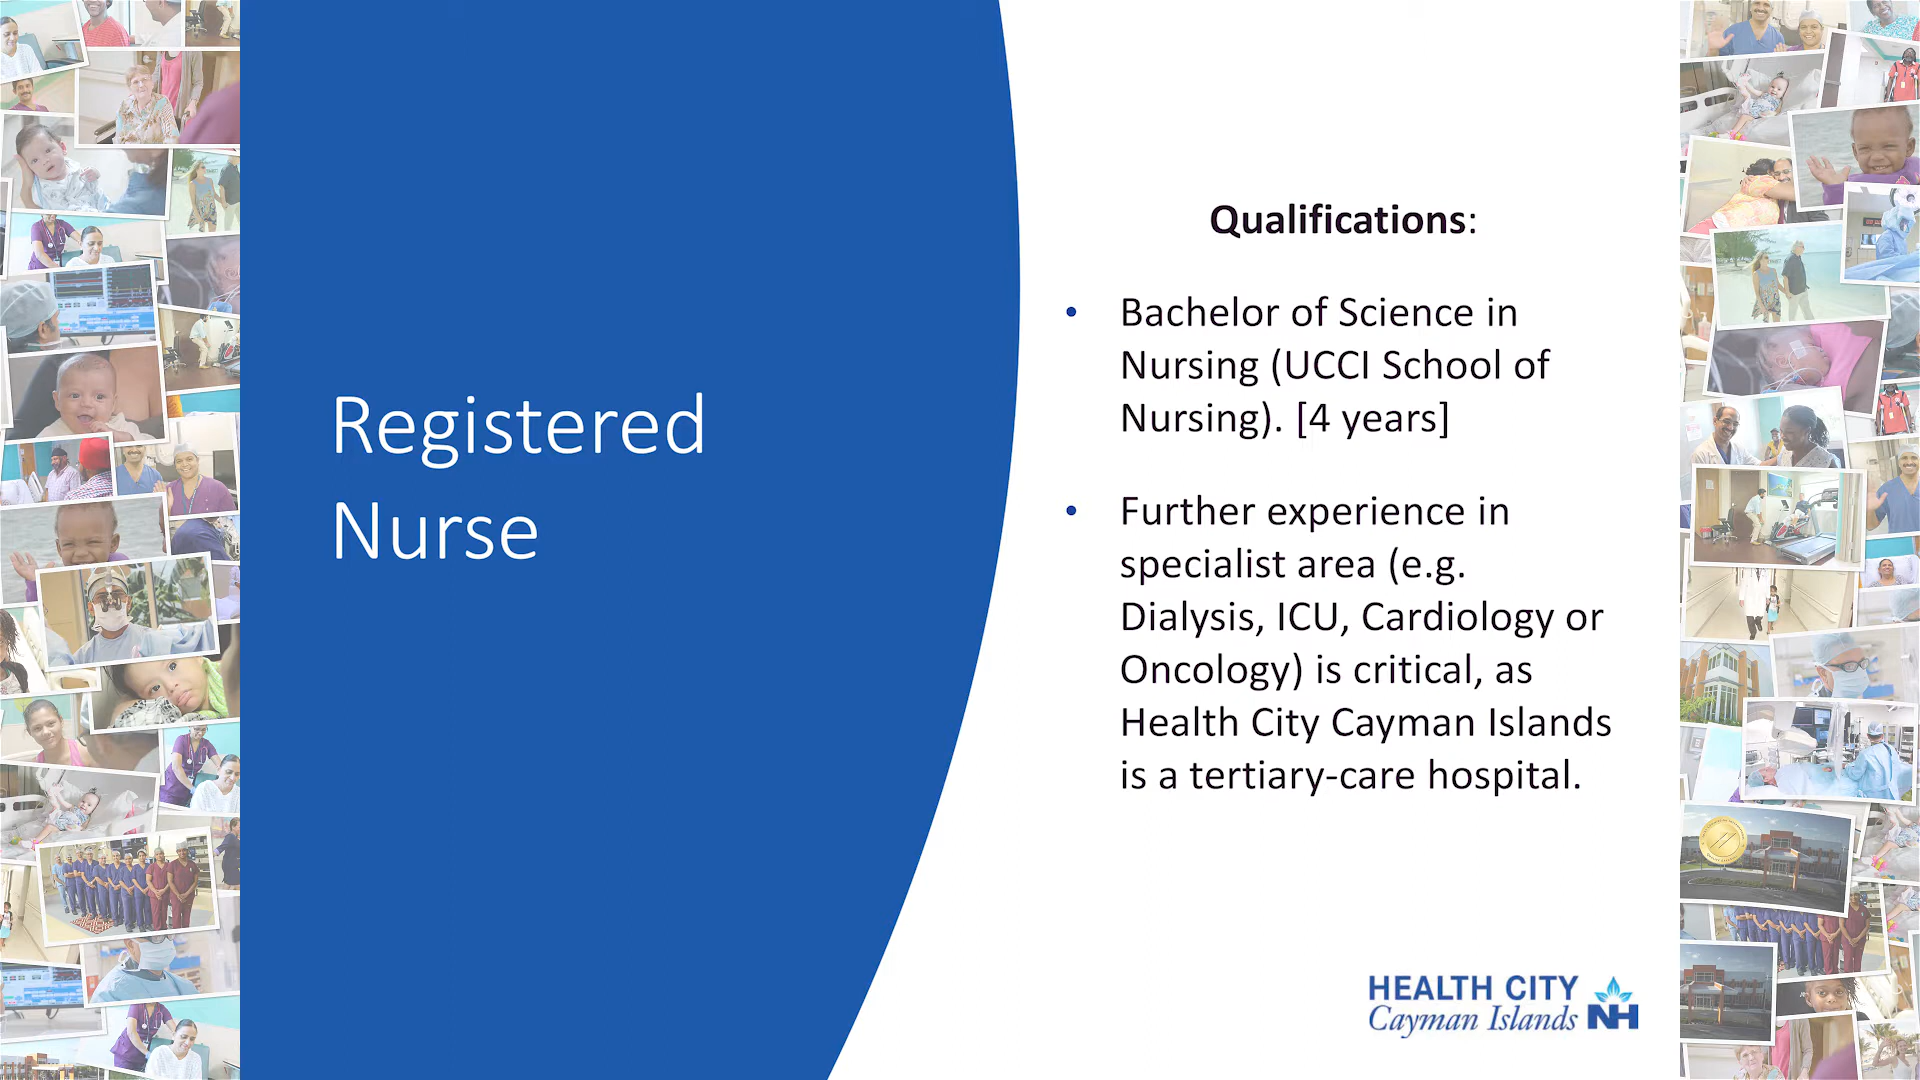 Registered
Nurse
Qualifications:
• Bachelor of Science in
Nursing (UCCI School of
Nursing). [4 years]
• Further experience in
specialist area (e.g.
Dialysis, ICU, Cardiology or
Oncology) is critical, as
Health City Cayman Islands
is a tertiary-care hospital.
HEALTH CITY
Cayman Islands NH